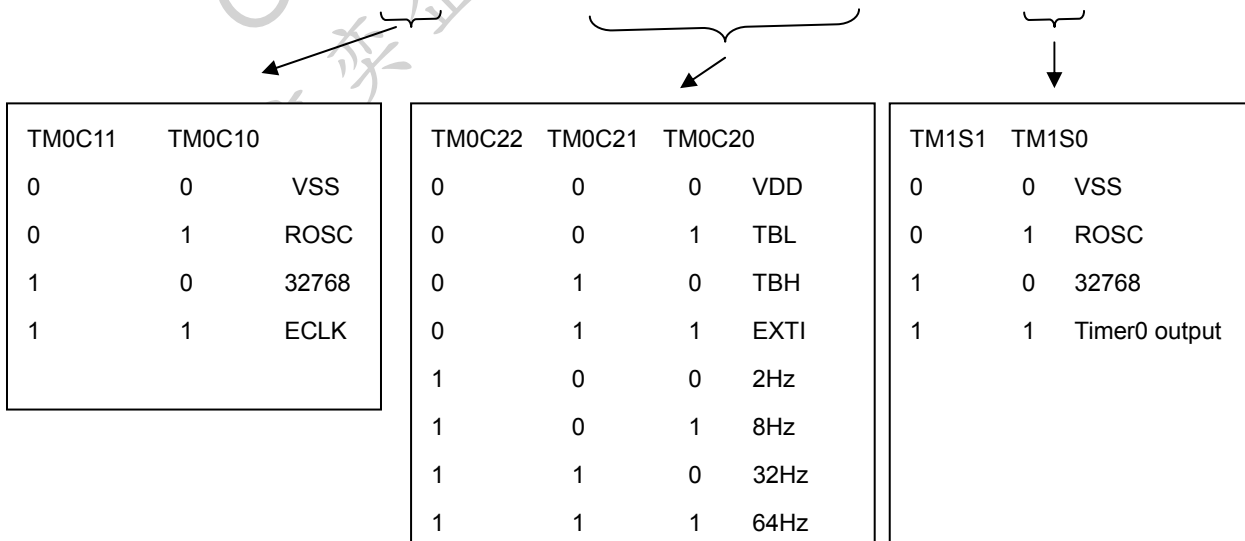 TM0C11 TM0C10
0 0 VSS
0 1 ROSC
1 0 32768
1 1 ECLK
TM0C22 TM0C21 TM0C20
0 0 0 VDD
0 0 1 TBL
0 1 0 TBH
0 1 1 EXTI
1 0 0 2Hz
1 0 1 8Hz
1 1 0 32Hz
1 1 1 64Hz
TM1S1 TM1S0
0 0 VSS
0 1 ROSC
1 0 32768
1 1 Timer0 output